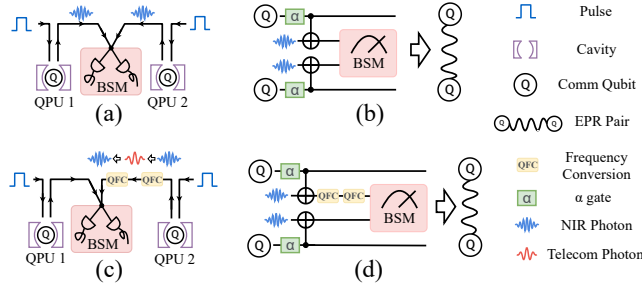 Q
QPU 1
BSM
Q
QPU 2
(a)
Q
α
BSM
Q
α
Q
Q
(b)
Pulse
Cavity
Q
Comm Qubit
Q
Q
EPR Pair
QFC
Frequency
Conversion
α
α gate
NIR Photon
Telecom Photon
QFC
QFC
Q
QPU 1
BSM
Q
QPU 2
(c)
Q
α
QFC
QFC
BSM
Q
α
Q
Q
(d)